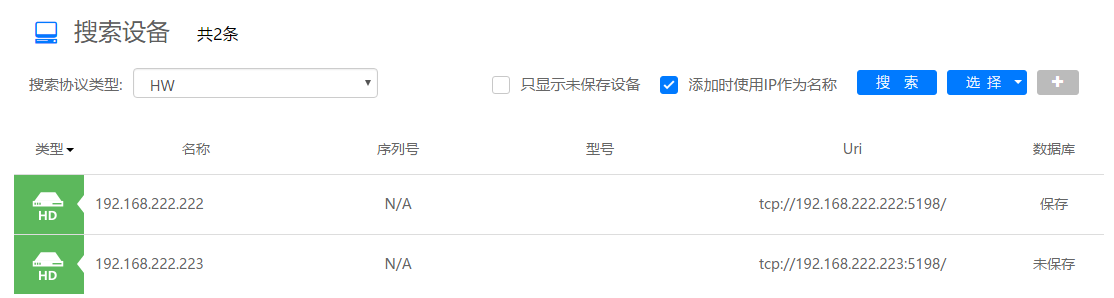 搜索设备 共2条
搜索协议类型: HW 只显示未保存设备 添加时使用IP作为名称 搜 索 选 择
类型 名称 序列号 型号 Uri 数据库
HD 192.168.222.222 N/A tcp://192.168.222.222:5198/ 保存
HD 192.168.222.223 N/A tcp://192.168.222.223:5198/ 未保存